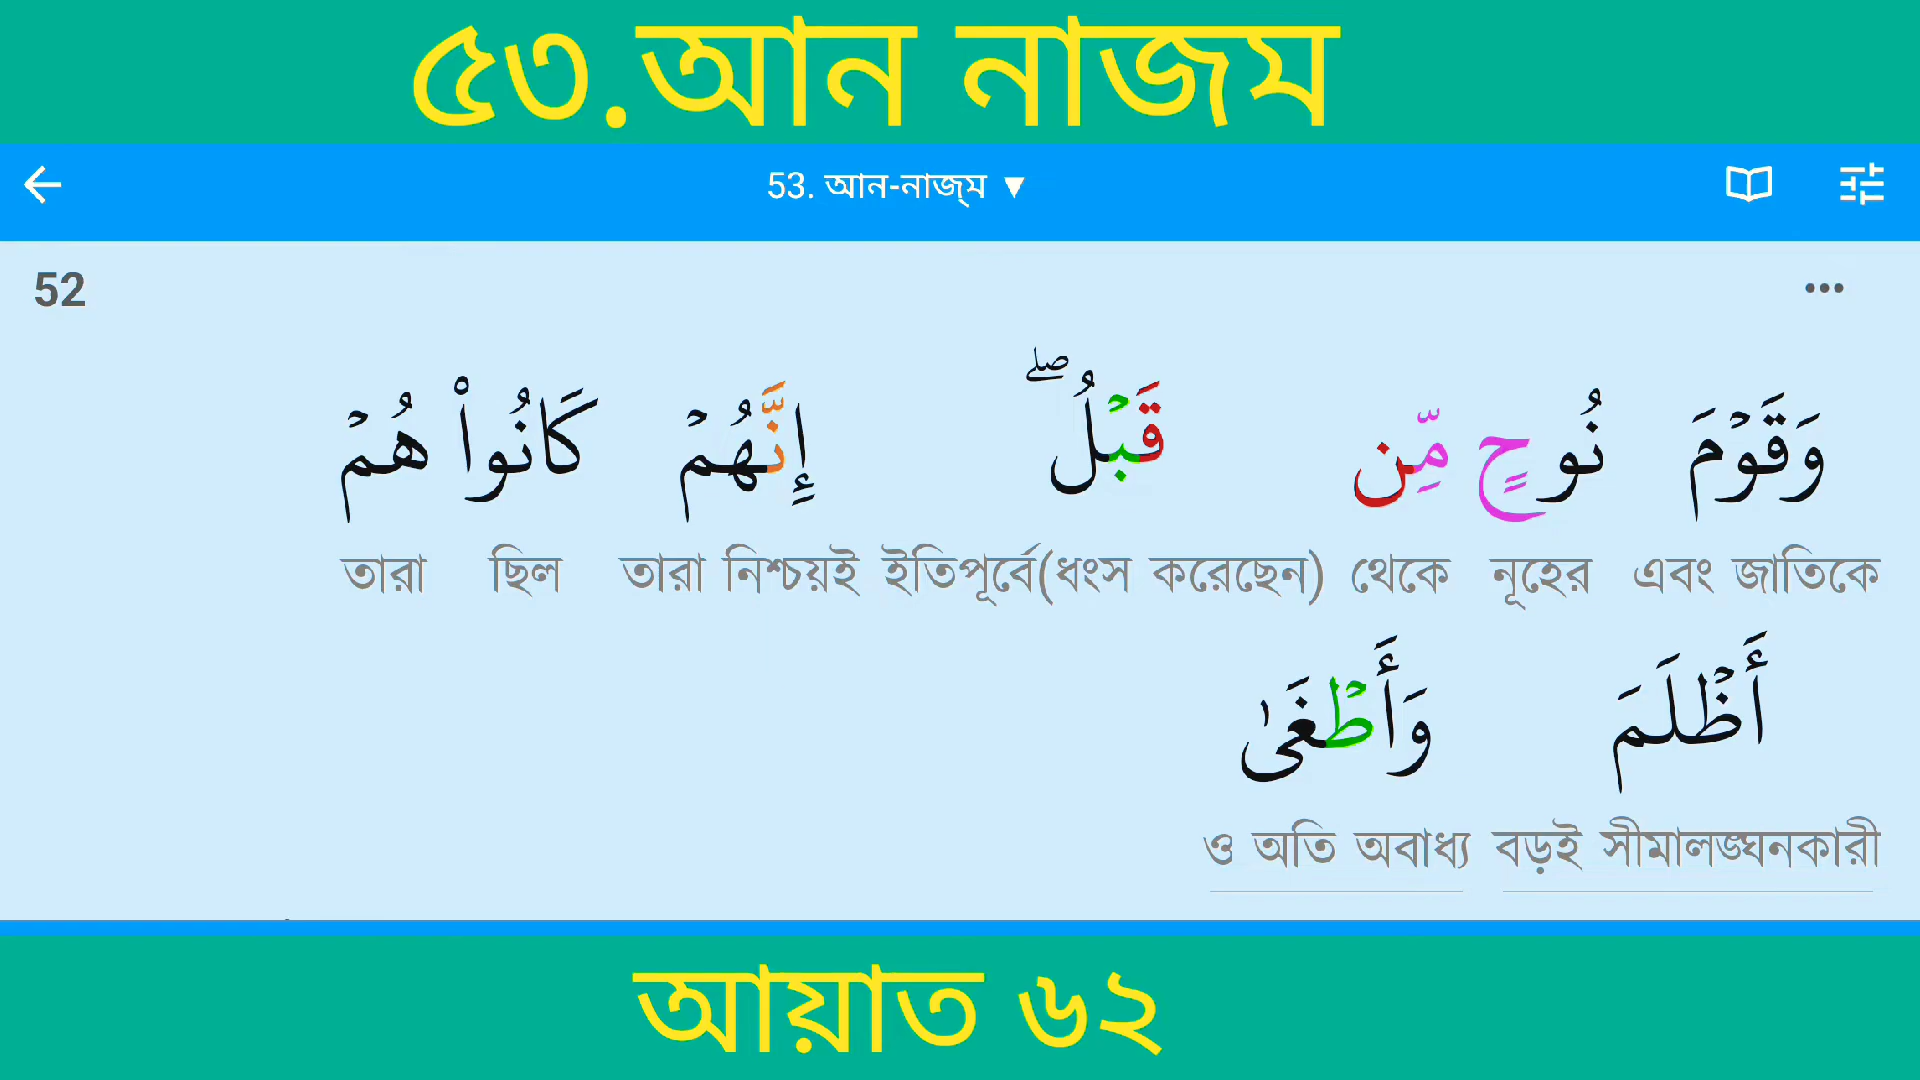 ৫৩.আন নাজম
53. আন-নাজ্ম ▼
52
وَقَوْمَ نُوحٍ مِّن قَبْلُ ۖ إِنَّهُمْ كَانُوا۟ هُمْ
তারা ছিল তারা নিশ্চয়ই ইতিপূর্বে(ধংস করেছেন) থেকে নূহের এবং জাতিকে
أَظْلَمَ وَأَطْغَىٰ
ও অতি অবাধ্য বড়ই সীমালঙ্ঘনকারী
আয়াত ৬২